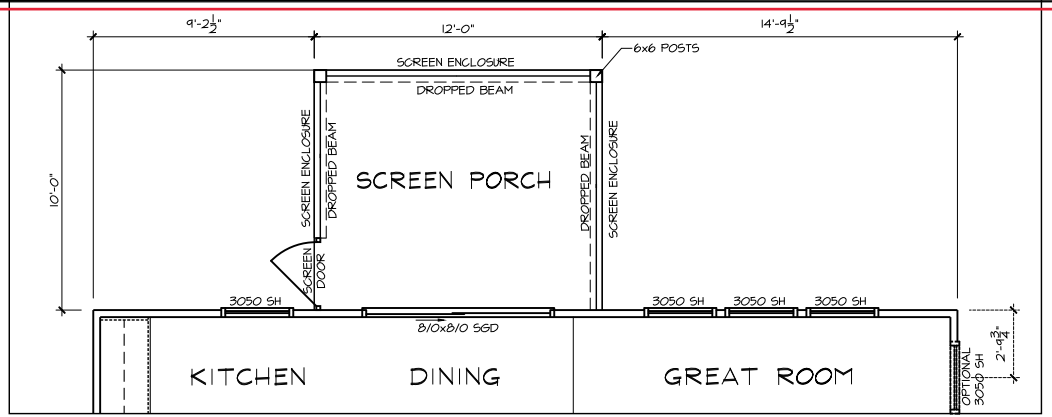 9'-2½"
12'-0"
14'-9½"
6x6 POSTS
SCREEN ENCLOSURE
DROPPED BEAM
SCREEN ENCLOSURE
DROPPED BEAM
10'-0"
SCREEN PORCH
DROPPED BEAM
SCREEN ENCLOSURE
SCREEN
DOOR
3050 SH
3050 SH
3050 SH
3050 SH
8/0x8/0 SGD
2'-9¾"
KITCHEN
DINING
GREAT ROOM
OPTIONAL
3050 SH